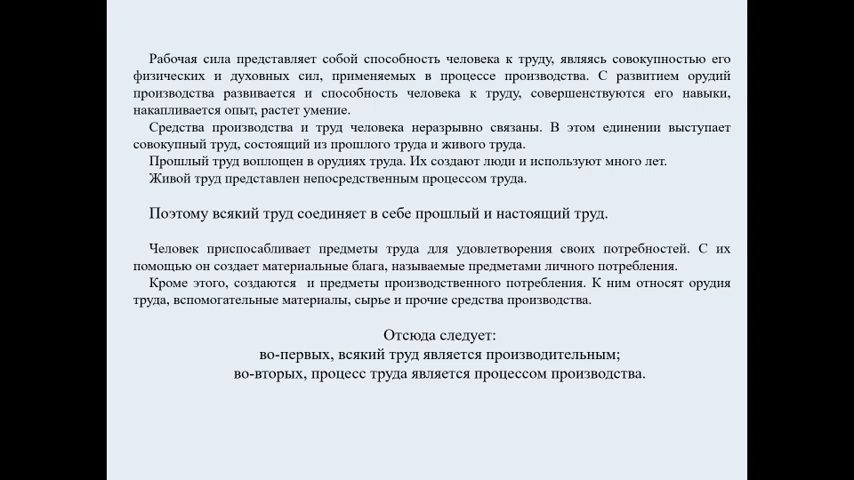 Рабочая сила представляет собой способность человека к труду, являясь совокупностью его
физических и духовных сил, применяемых в процессе производства. С развитием орудий
производства развивается и способность человека к труду, совершенствуются его навыки,
накапливается опыт, растет умение.
Средства производства и труд человека неразрывно связаны. В этом единении выступает
совокупный труд, состоящий из прошлого труда и живого труда.
Прошлый труд воплощен в орудиях труда. Их создают люди и используют много лет.
Живой труд представлен непосредственным процессом труда.
Поэтому всякий труд соединяет в себе прошлый и настоящий труд.
Человек приспосабливает предметы труда для удовлетворения своих потребностей. С их
помощью он создает материальные блага, называемые предметами личного потребления.
Кроме этого, создаются и предметы производственного потребления. К ним относят орудия
труда, вспомогательные материалы, сырье и прочие средства производства.
Отсюда следует:
во-первых, всякий труд является производительным;
во-вторых, процесс труда является процессом производства.